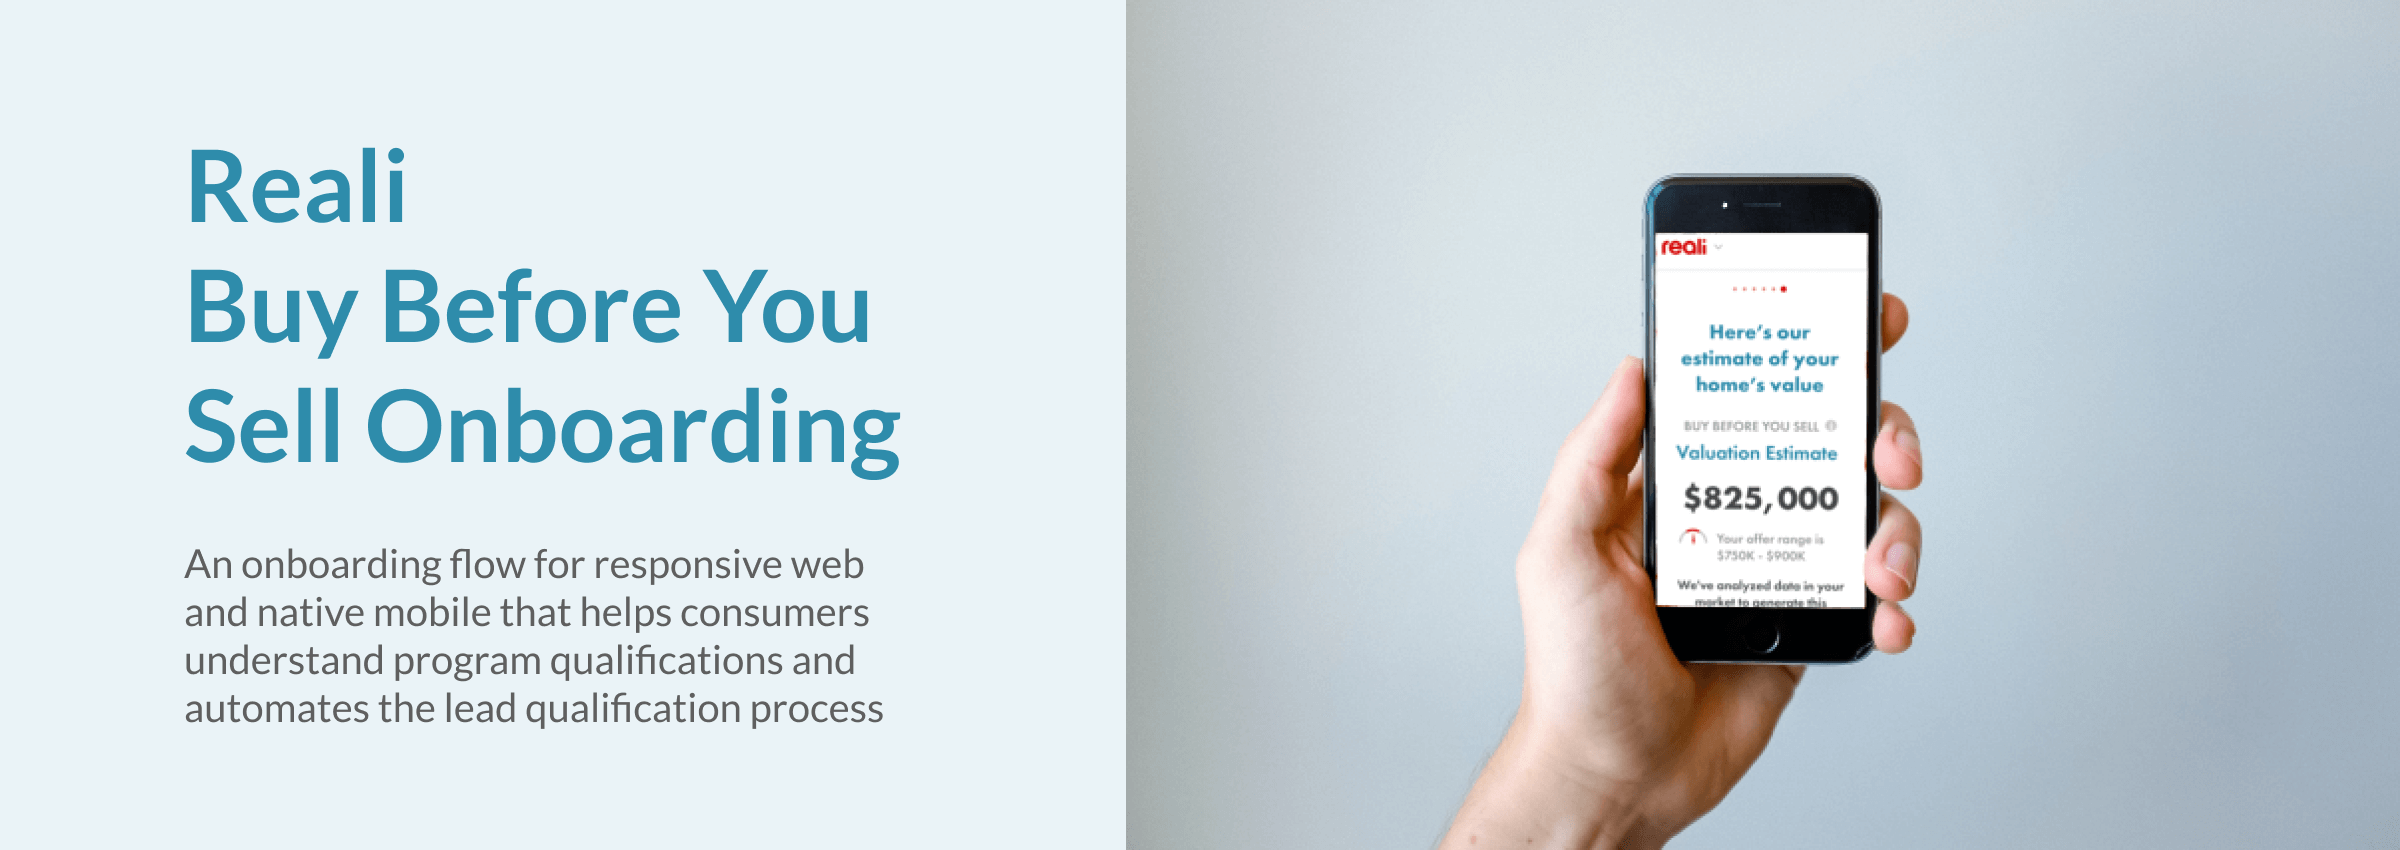 Reali
Buy Before You
Sell Onboarding
An onboarding flow for responsive web
and native mobile that helps consumers
understand program qualifications and
automates the lead qualification process
reali
Here's our
estimate of your
home's value
BUY BEFORE YOU SELL
Valuation Estimate
$825,000
Your offer range is
$750K - $900K
We've analyzed data in your
market to generate this